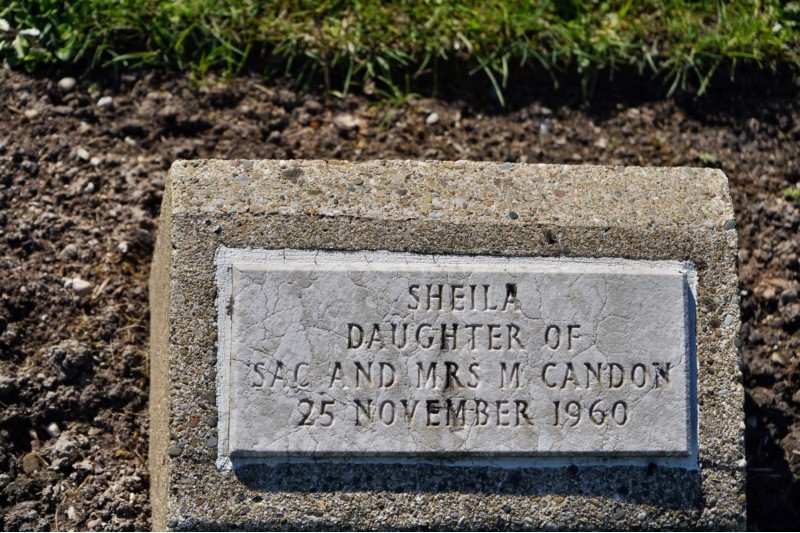 SHEILA
DAUGHTER OF
SAC AND MRS M CANDON
25 NOVEMBER 1960